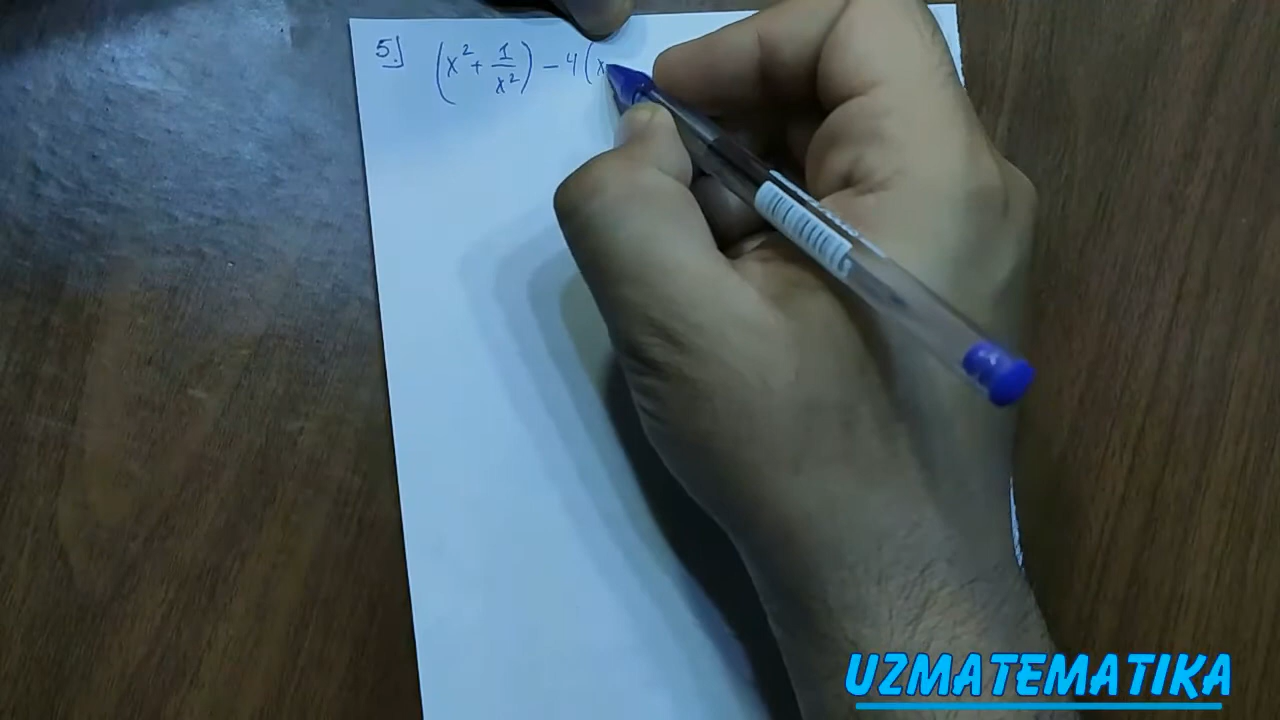 5.) (x² + 1/x²) - 4(x
UZMATEMATIKA